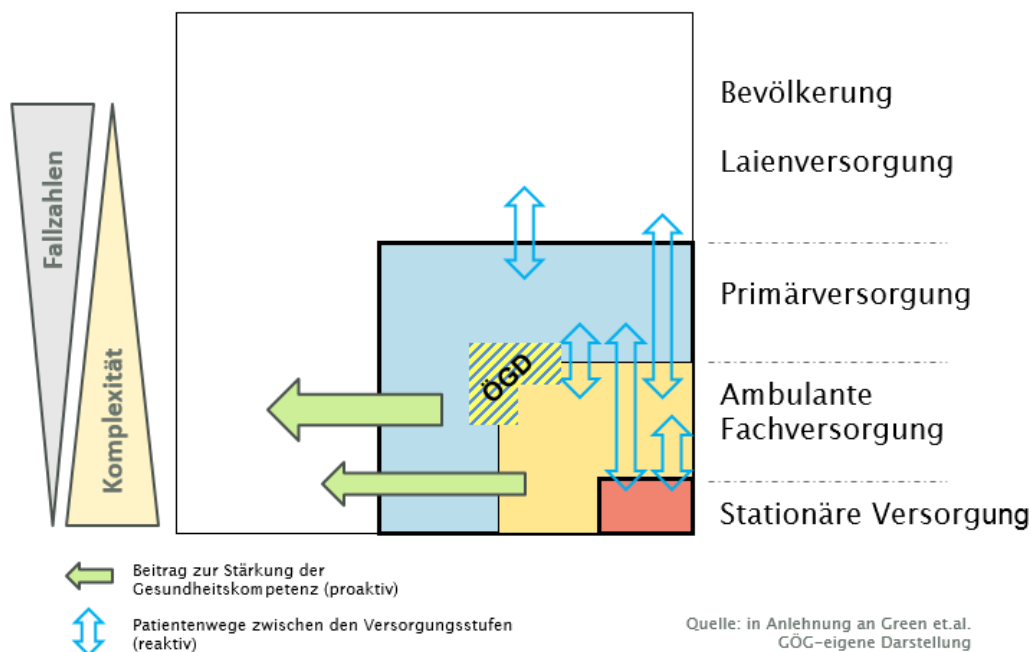 Bevölkerung
Laienversorgung
Fallzahlen
Komplexität
Primärversorgung
ÖGD
Ambulante
Fachversorgung
Stationäre Versorgung
Beitrag zur Stärkung der
Gesundheitskompetenz (proaktiv)
Patientenwege zwischen den Versorgungsstufen
(reaktiv)
Quelle: in Anlehnung an Green et.al.
GÖG-eigene Darstellung